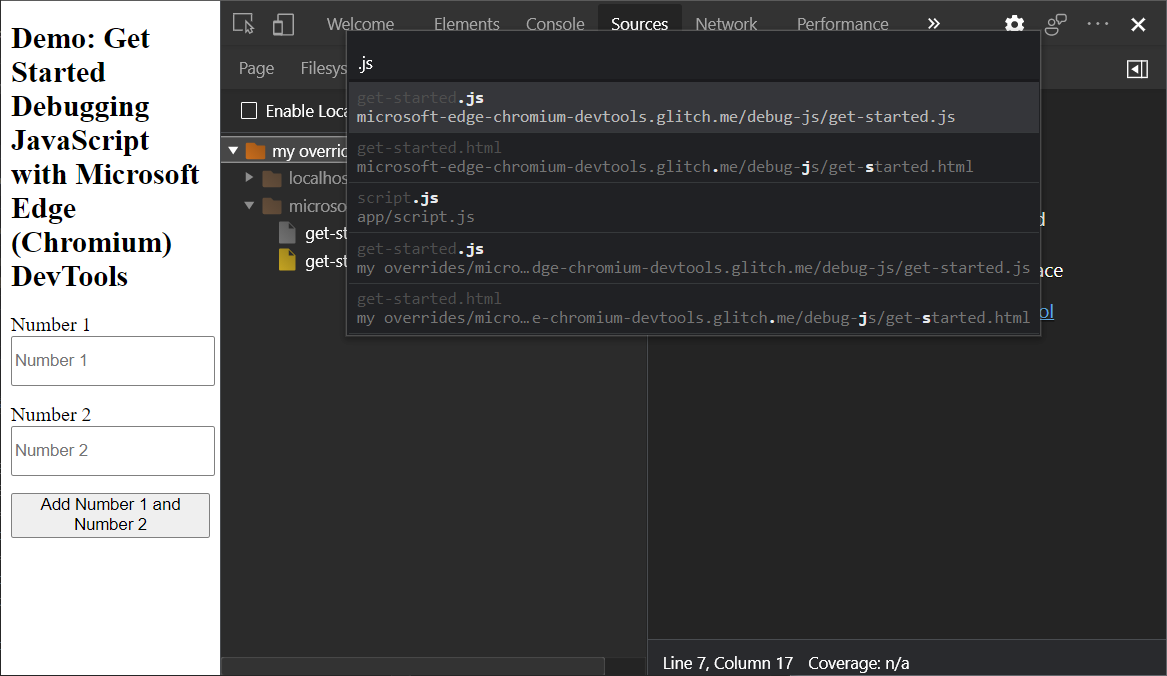 Demo: Get
Started
Debugging
JavaScript
with Microsoft
Edge
(Chromium)
DevTools
Number 1
Number 1
Number 2
Number 2
Add Number 1 and
Number 2
Welcome Elements Console Sources Network Performance
Page Filesys
Enable Loca
my overric
localhos
microso
get-st
get-st
.js
get-started.js
microsoft-edge-chromium-devtools.glitch.me/debug-js/get-started.js
get-started.html
microsoft-edge-chromium-devtools.glitch.me/debug-js/get-started.html
script.js
app/script.js
get-started.js
my overrides/micro…dge-chromium-devtools.glitch.me/debug-js/get-started.js
get-started.html
my overrides/micro…e-chromium-devtools.glitch.me/debug-js/get-started.html
d
ace
ol
Line 7, Column 17 Coverage: n/a